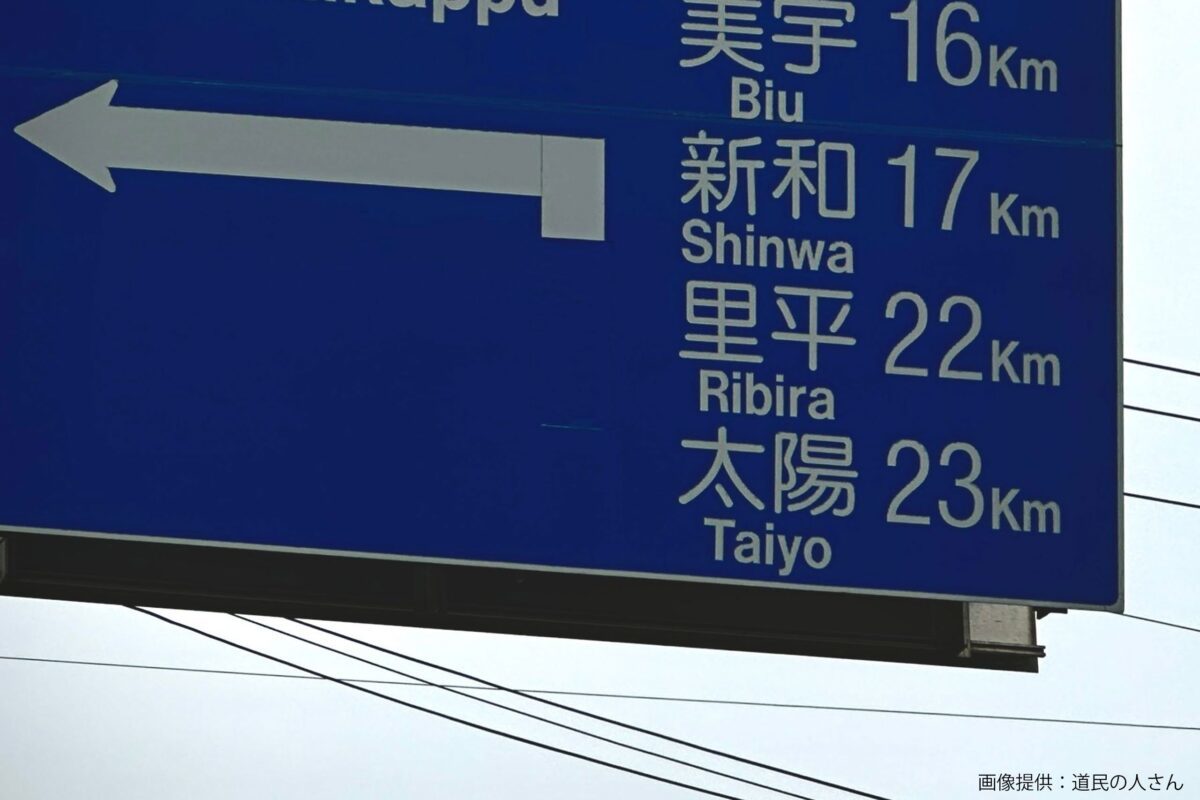 美宇 16Km
Biu
新和 17Km
Shinwa
里平 22Km
Ribira
太陽 23Km
Taiyo
画像提供：道民の人さん